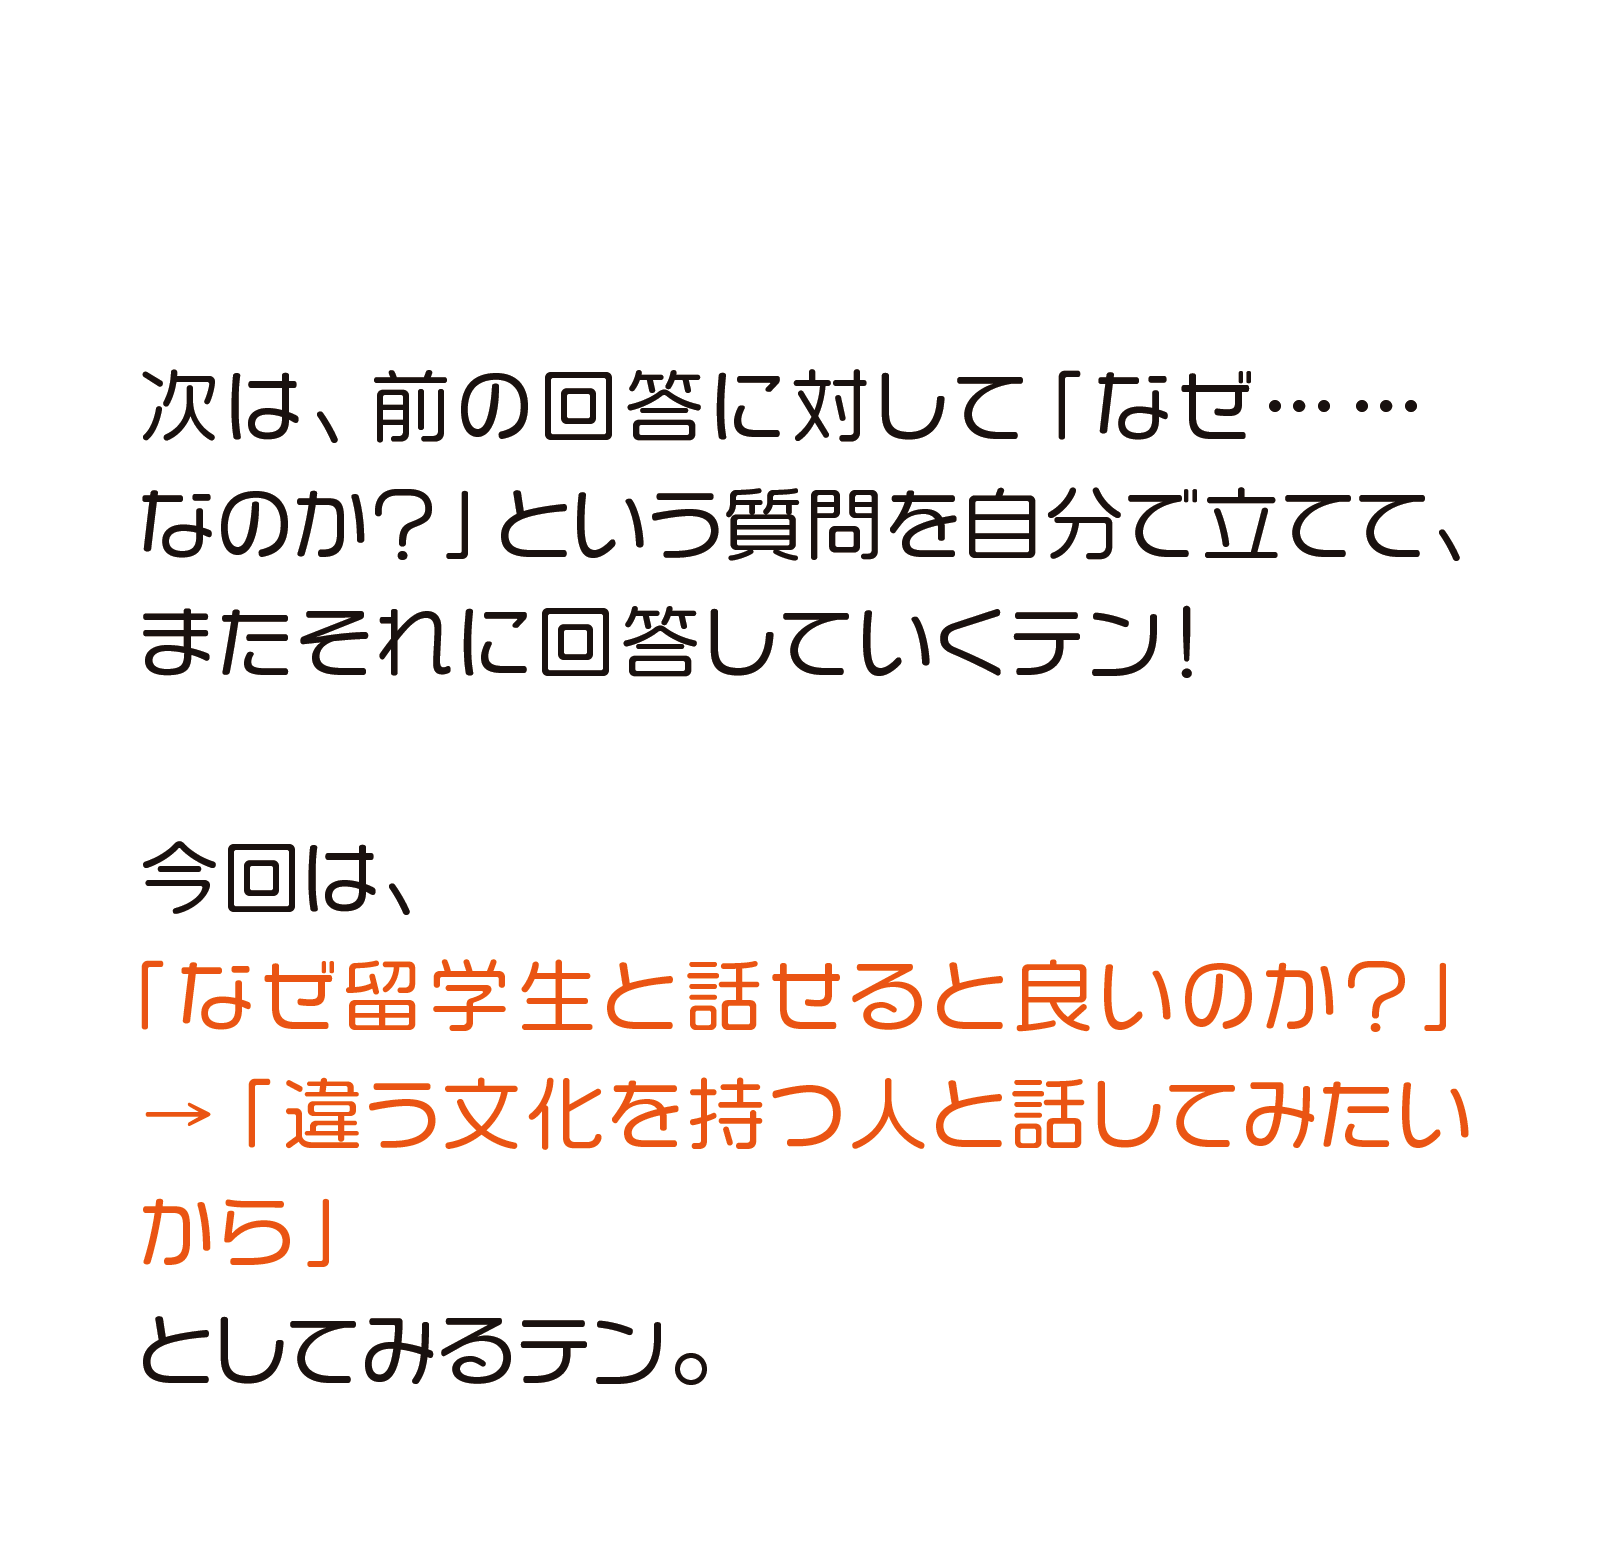 次は、前の回答に対して「なぜ……
なのか?」という質問を自分で立てて、
またそれに回答していくテン!
今回は、
「なぜ留学生と話せると良いのか?」
→「違う文化を持つ人と話してみたい
から」
としてみるテン。